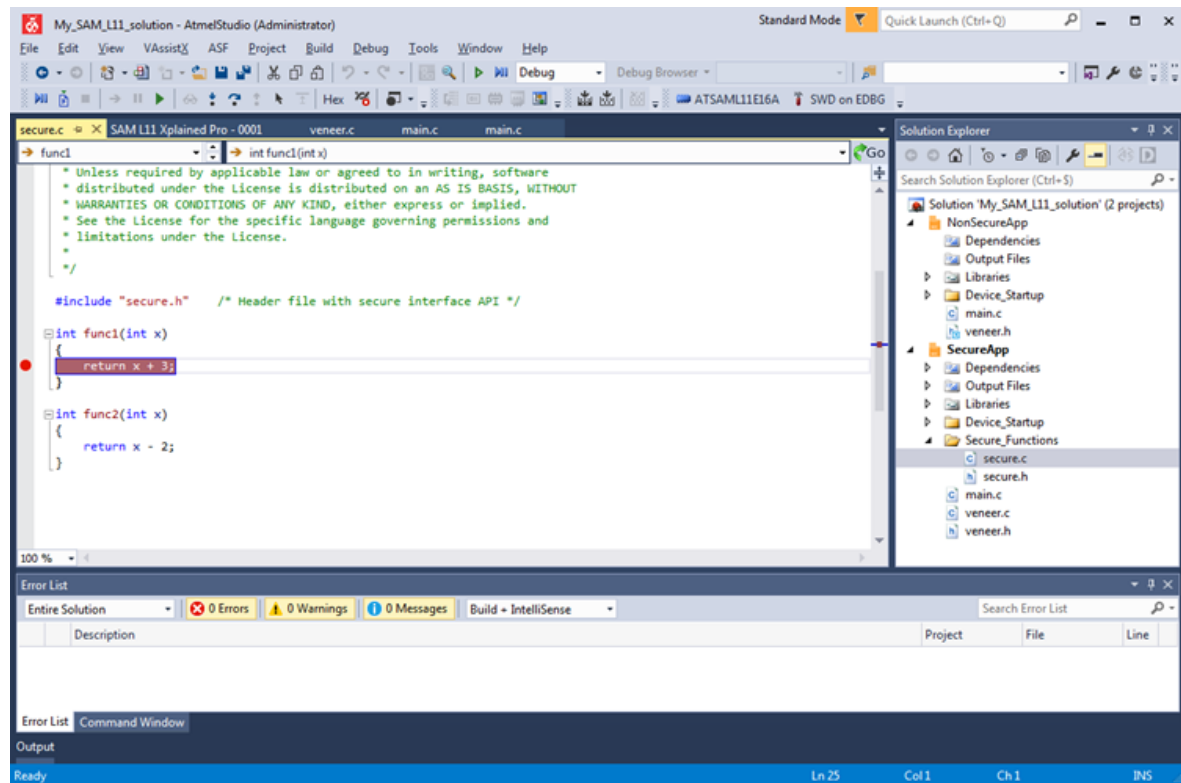 My_SAM_L11_solution - AtmelStudio (Administrator)
Standard Mode
Quick Launch (Ctrl+Q)
File Edit View VAssistX ASF Project Build Debug Tools Window Help
Debug
Debug Browser
Hex
ATSAML11E16A
SWD on EDBG
secure.c
SAM L11 Xplained Pro - 0001
veneer.c
main.c
main.c
func1
int func1(int x)
Go
* Unless required by applicable law or agreed to in writing, software
* distributed under the License is distributed on an AS IS BASIS, WITHOUT
* WARRANTIES OR CONDITIONS OF ANY KIND, either express or implied.
* See the License for the specific language governing permissions and
* limitations under the License.
*
*/
#include "secure.h" /* Header file with secure interface API */
int func1(int x)
{
return x + 3;
}
int func2(int x)
{
return x - 2;
}
100 %
Solution Explorer
Search Solution Explorer (Ctrl+$)
Solution 'My_SAM_L11_solution' (2 projects)
NonSecureApp
Dependencies
Output Files
Libraries
Device_Startup
main.c
veneer.h
SecureApp
Dependencies
Output Files
Libraries
Device_Startup
Secure_Functions
secure.c
secure.h
main.c
veneer.c
veneer.h
Error List
Entire Solution
0 Errors
0 Warnings
0 Messages
Build + IntelliSense
Search Error List
Description
Project
File
Line
Error List
Command Window
Output
Ready
Ln 25
Col 1
Ch 1
INS